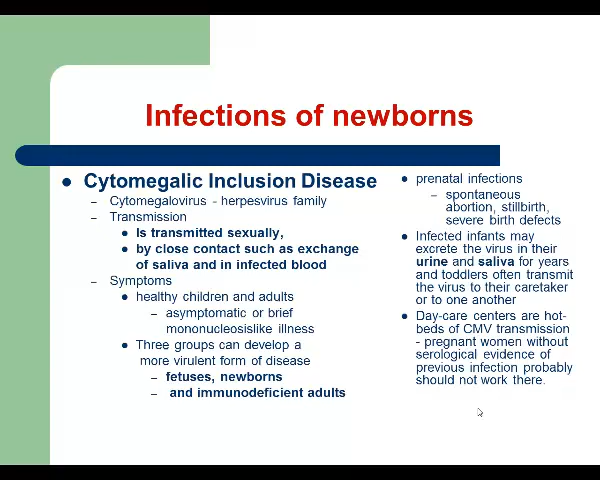 Infections of newborns
● Cytomegalic Inclusion Disease
– Cytomegalovirus - herpesvirus family
– Transmission
● Is transmitted sexually,
● by close contact such as exchange
of saliva and in infected blood
– Symptoms
● healthy children and adults
– asymptomatic or brief
mononucleosislike illness
● Three groups can develop a
more virulent form of disease
– fetuses, newborns
– and immunodeficient adults
● prenatal infections
– spontaneous
abortion, stillbirth,
severe birth defects
● Infected infants may
excrete the virus in their
urine and saliva for years
and toddlers often transmit
the virus to their caretaker
or to one another
● Day-care centers are hot-
beds of CMV transmission
- pregnant women without
serological evidence of
previous infection probably
should not work there.